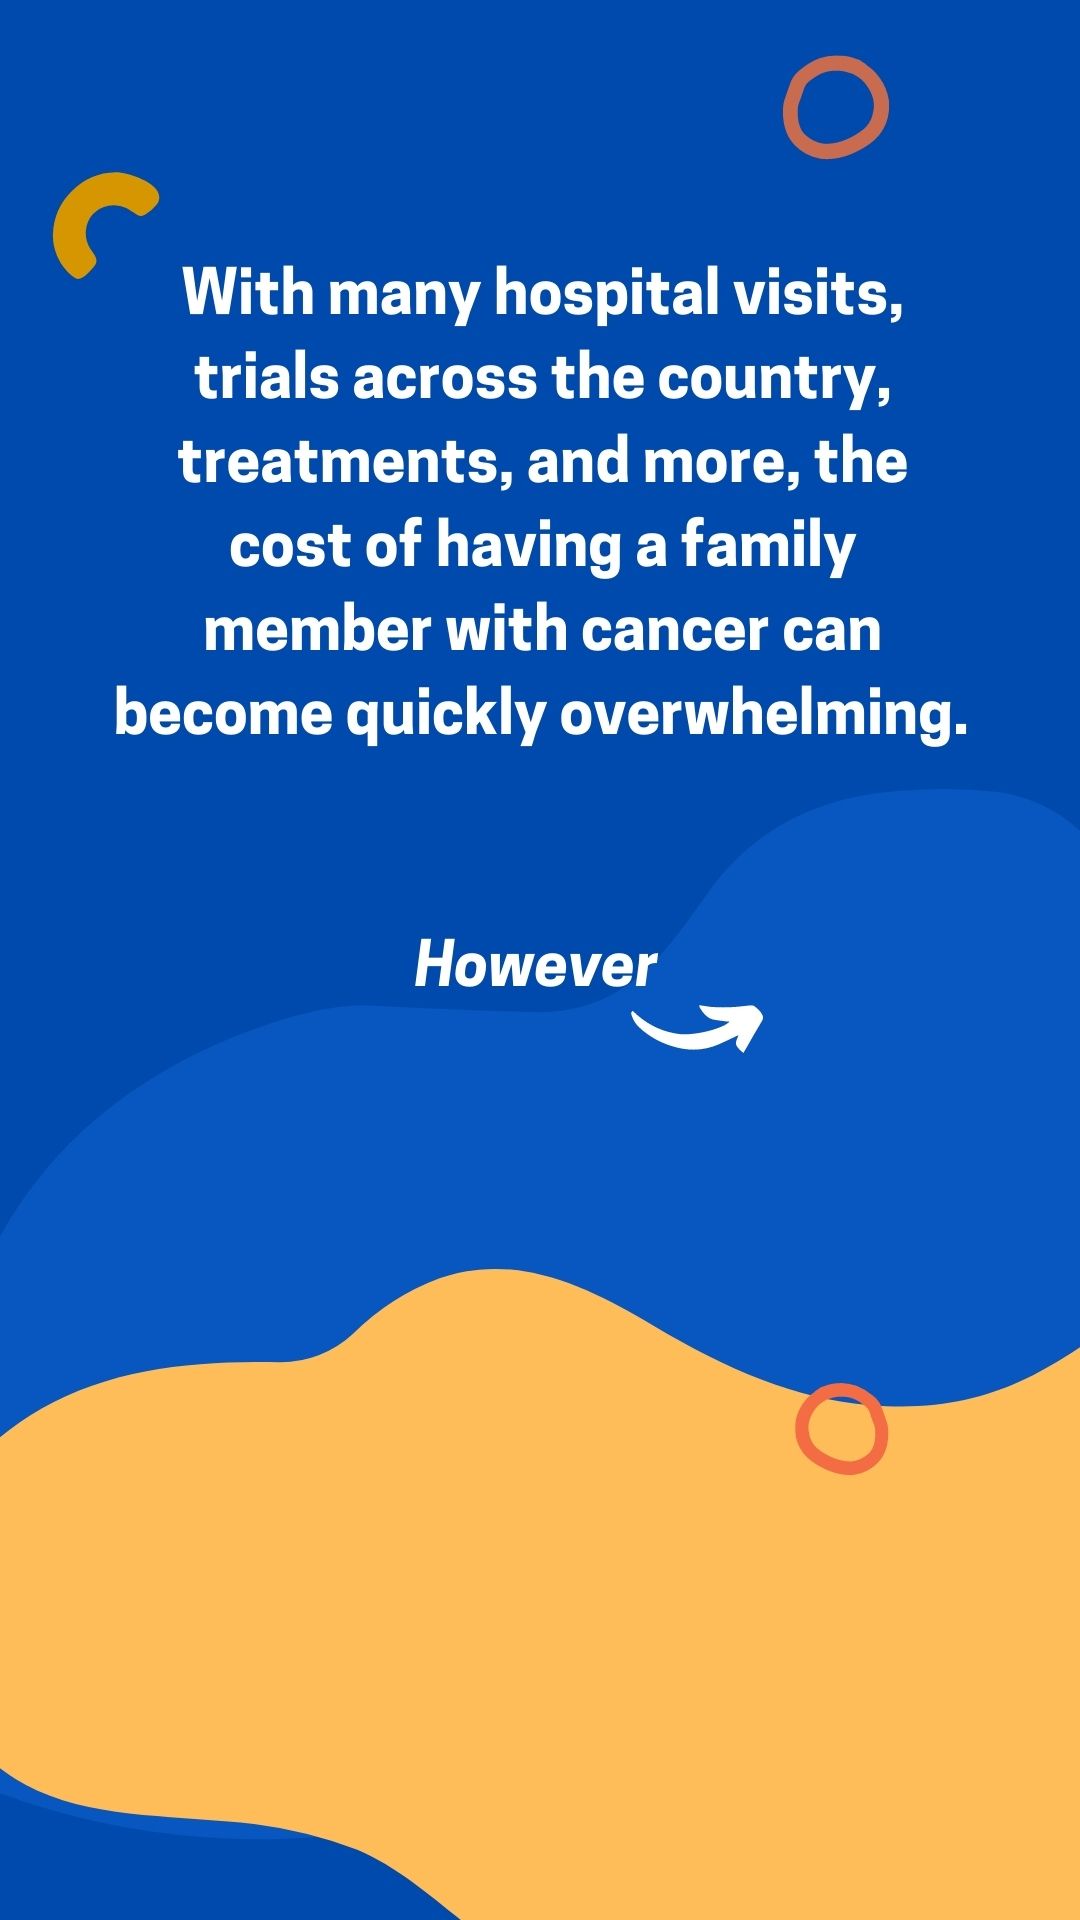 With many hospital visits,
trials across the country,
treatments, and more, the
cost of having a family
member with cancer can
become quickly overwhelming.
However